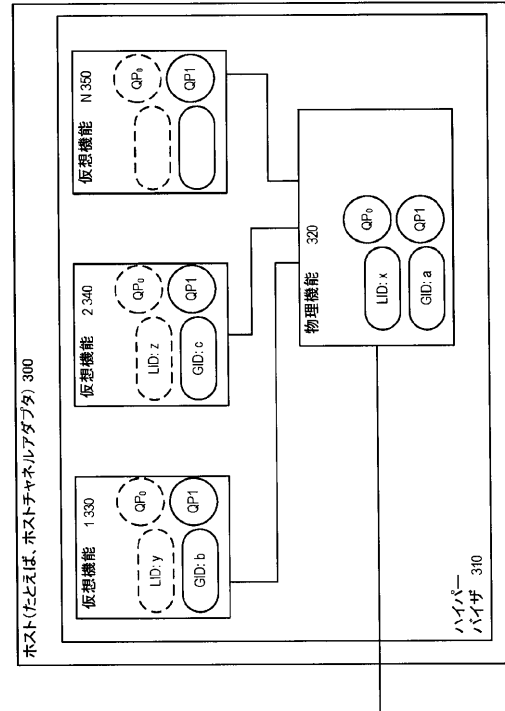 ホスト(たとえば、ホストチャネルアダプタ) 300
仮想機能 1 330
LID: y
QP₀
GID: b
QP1
仮想機能 2 340
LID: z
QP₀
GID: c
QP1
仮想機能 N 350
QP₀
QP1
物理機能 320
LID: x
QP₀
GID: a
QP1
ハイパー
バイザ 310